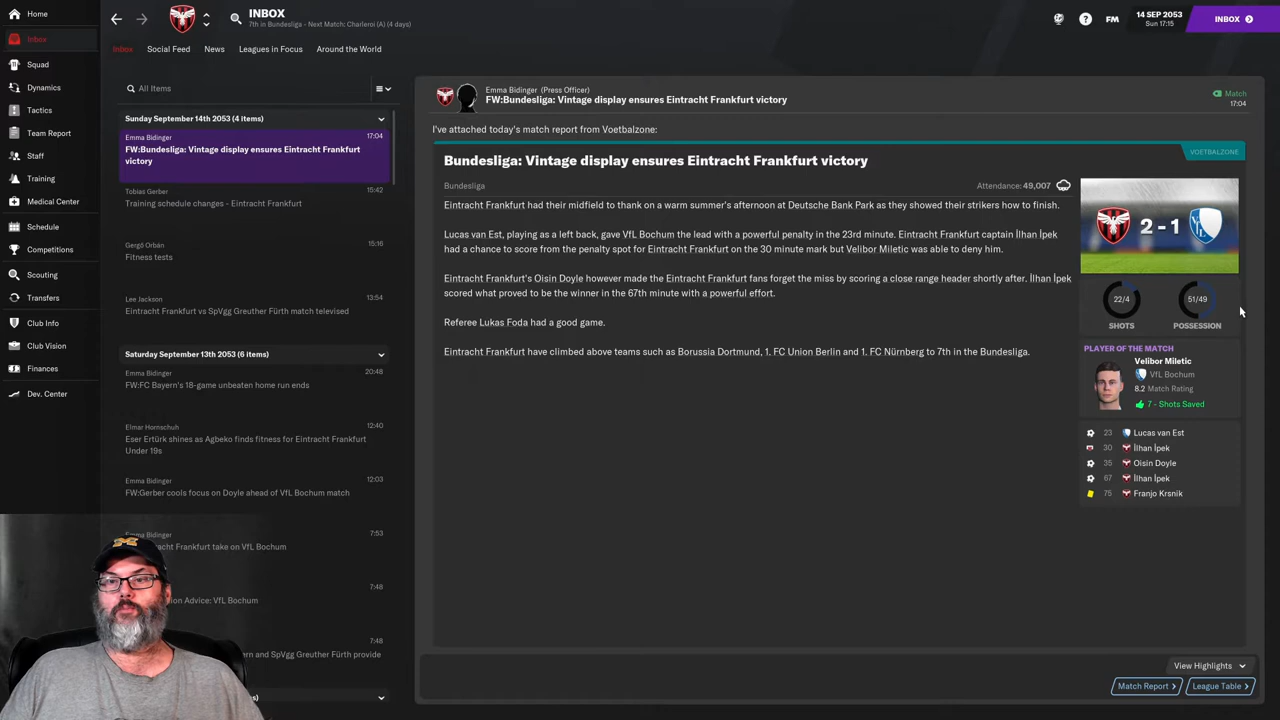 Home
Inbox
Squad
Dynamics
Tactics
Team Report
Staff
Training
Medical Center
Schedule
Competitions
Scouting
Transfers
Club Info
Club Vision
Finances
Dev. Center
INBOX
7th in Bundesliga - Next Match: Charleroi (A) (4 days)
?
FM
14 SEP 2053
SUN 17:15
INBOX
Inbox
Social Feed
News
Leagues in Focus
Around the World
All Items
Sunday September 14th 2053 (4 items)
Emma Bidinger 17:04
FW:Bundesliga: Vintage display ensures Eintracht Frankfurt
victory
Tobias Gerber 15:42
Training schedule changes - Eintracht Frankfurt
Gergő Orbán 15:16
Fitness tests
Lee Jackson 13:54
Eintracht Frankfurt vs SpVgg Greuther Fürth match televised
Saturday September 13th 2053 (6 items)
Emma Bidinger 20:48
FW:FC Bayern's 18-game unbeaten home run ends
Elmar Hornschuh 12:40
Eser Ertürk shines as Agbeko finds fitness for Eintracht Frankfurt
Under 19s
Emma Bidinger 12:03
FW:Gerber cools focus on Doyle ahead of VfL Bochum match
Emma Bidinger 7:53
Frankfurt take on VfL Bochum
7:48
Advice: VfL Bochum
7:48
and SpVgg Greuther Fürth provide
Emma Bidinger (Press Officer)
FW:Bundesliga: Vintage display ensures Eintracht Frankfurt victory
Match
17:04
I've attached today's match report from Voetbalzone:
VOETBALZONE
Bundesliga: Vintage display ensures Eintracht Frankfurt victory
Bundesliga
Attendance: 49,007
Eintracht Frankfurt had their midfield to thank on a warm summer's afternoon at Deutsche Bank Park as they showed their strikers how to finish.
Lucas van Est, playing as a left back, gave VfL Bochum the lead with a powerful penalty in the 23rd minute. Eintracht Frankfurt captain İlhan İpek
had a chance to score from the penalty spot for Eintracht Frankfurt on the 30 minute mark but Velibor Miletic was able to deny him.
Eintracht Frankfurt's Oisin Doyle however made the Eintracht Frankfurt fans forget the miss by scoring a close range header shortly after. İlhan İpek
scored what proved to be the winner in the 67th minute with a powerful effort.
Referee Lukas Foda had a good game.
Eintracht Frankfurt have climbed above teams such as Borussia Dortmund, 1. FC Union Berlin and 1. FC Nürnberg to 7th in the Bundesliga.
2 - 1
22/4
SHOTS
51/49
POSSESSION
PLAYER OF THE MATCH
Velibor Miletic
VfL Bochum
8.2 Match Rating
7 - Shots Saved
23 Lucas van Est
30 İlhan İpek
35 Oisin Doyle
67 İlhan İpek
75 Franjo Krsnik
View Highlights
Match Report
League Table